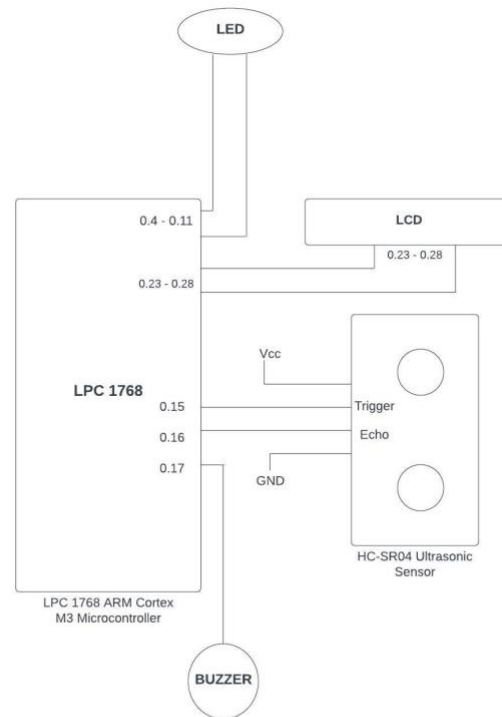 LED
0.4 - 0.11
LCD
0.23 - 0.28
0.23 - 0.28
Vcc
LPC 1768
0.15
Trigger
0.16
Echo
0.17
GND
HC-SR04 Ultrasonic
Sensor
LPC 1768 ARM Cortex
M3 Microcontroller
BUZZER